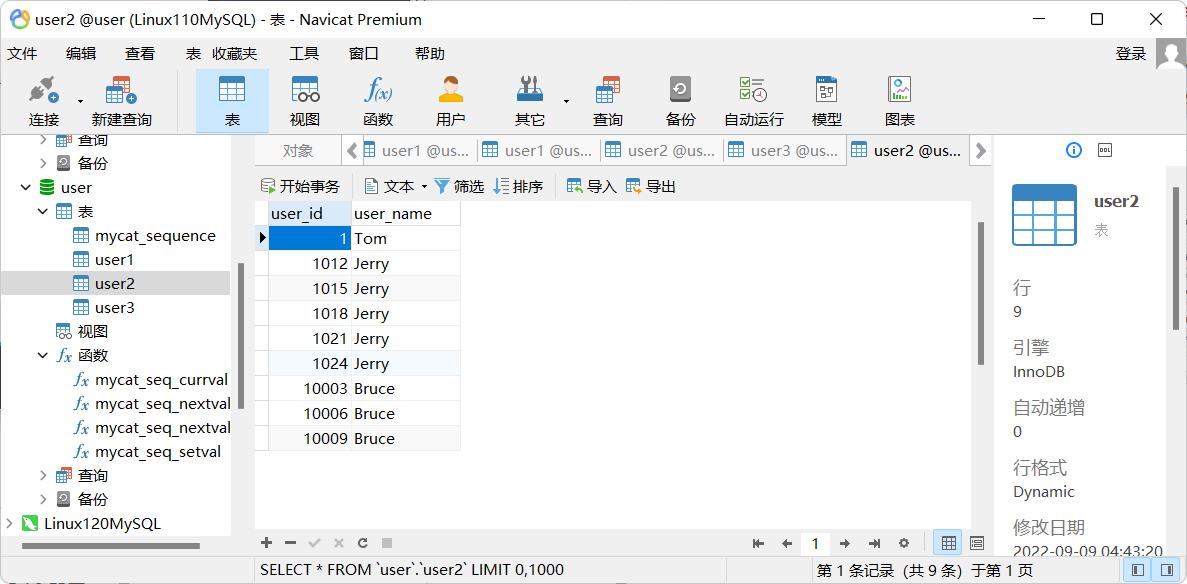 user2 @user (Linux110MySQL) - 表 - Navicat Premium
文件 编辑 查看 表 收藏夹 工具 窗口 帮助 登录
连接 新建查询 表 视图 函数 用户 其它 查询 备份 自动运行 模型 图表
查询
备份
user
表
mycat_sequence
user1
user2
user3
视图
函数
mycat_seq_currval
mycat_seq_nextval
mycat_seq_nextval
mycat_seq_setval
查询
备份
Linux120MySQL
对象 user1 @us... user1 @us... user2 @us... user3 @us... user2 @us...
开始事务 文本 筛选 排序 导入 导出
user_id user_name
1 Tom
1012 Jerry
1015 Jerry
1018 Jerry
1021 Jerry
1024 Jerry
10003 Bruce
10006 Bruce
10009 Bruce
1
SELECT * FROM `user`.`user2` LIMIT 0,1000
第 1 条记录（共 9 条）于第 1 页
DDL
user2
表
行
9
引擎
InnoDB
自动递增
0
行格式
Dynamic
修改日期
2022-09-09 04:43:20